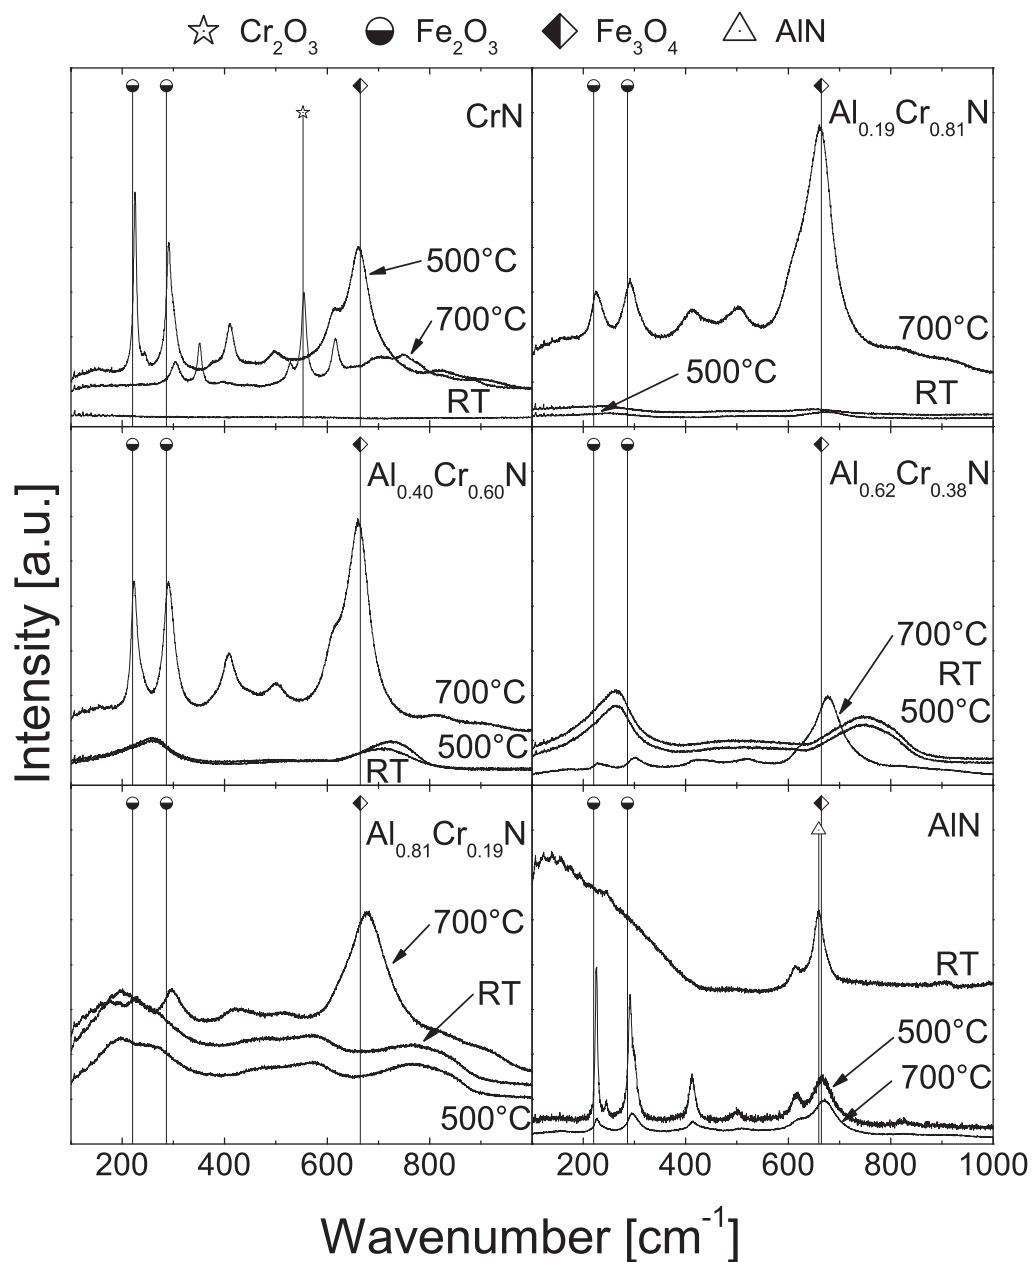 Cr₂O₃ Fe₂O₃ Fe₃O₄ AlN
CrN
500°C
700°C
RT
Al₀.₁₉Cr₀.₈₁N
700°C
500°C
RT
Al₀.₄₀Cr₀.₆₀N
700°C
500°C
RT
Al₀.₆₂Cr₀.₃₈N
700°C
RT
500°C
Al₀.₈₁Cr₀.₁₉N
700°C
RT
500°C
AlN
RT
500°C
700°C
200 400 600 800 200 400 600 800 1000
Intensity [a.u.]
Wavenumber [cm⁻¹]